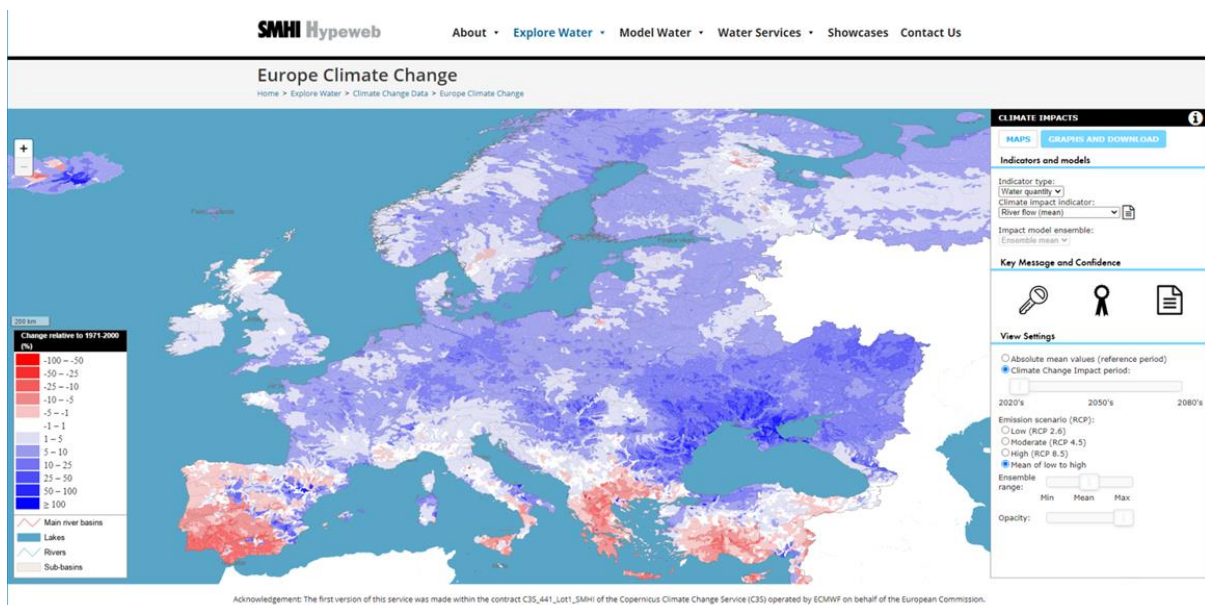 SMHI Hypeweb
About Explore Water Model Water Water Services Showcases Contact Us
Europe Climate Change
Home > Explore Water > Climate Change Data > Europe Climate Change
+
−
200 km
Change relative to 1971-2000
(%)
-100 – -50
-50 – -25
-25 – -10
-10 – -5
-5 – -1
-1 – 1
1 – 5
5 – 10
10 – 25
25 – 50
50 – 100
≥ 100
Main river basins
Lakes
Rivers
Sub-basins
CLIMATE IMPACTS
MAPS GRAPHS AND DOWNLOAD
Indicators and models
Indicator type:
Water quantity
Climate impact indicator:
River flow (mean)
Impact model ensemble:
Ensemble mean
Key Message and Confidence
View Settings
Absolute mean values (reference period)
Climate Change Impact period:
2020's 2050's 2080's
Emission scenario (RCP):
Low (RCP 2.6)
Moderate (RCP 4.5)
High (RCP 8.5)
Mean of low to high
Ensemble
range:
Min Mean Max
Opacity:
Acknowledgement: The first version of this service was made within the contract C3S_441_Lot1_SMHI of the Copernicus Climate Change Service (C3S) operated by ECMWF on behalf of the European Commission.